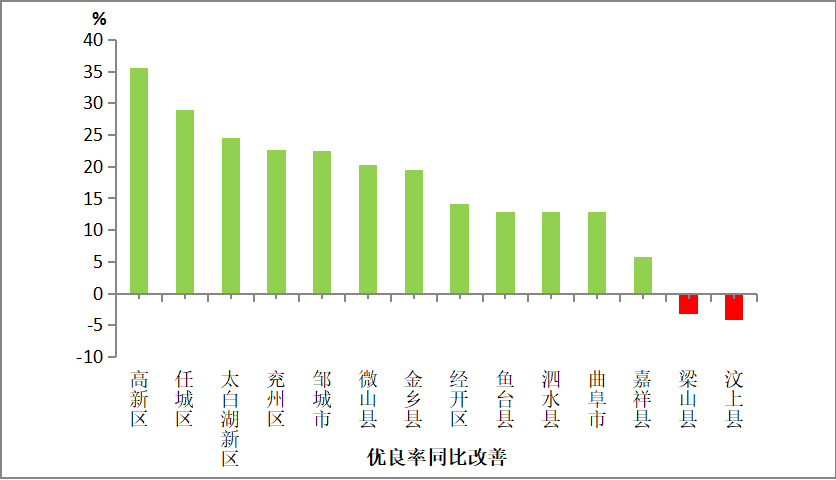 %
40
35
30
25
20
15
10
5
0
-5
-10
高新区
任城区
太白湖新区
兖州区
邹城市
微山县
金乡县
经开区
鱼台县
泗水县
曲阜市
嘉祥县
梁山县
汶上县
优良率同比改善